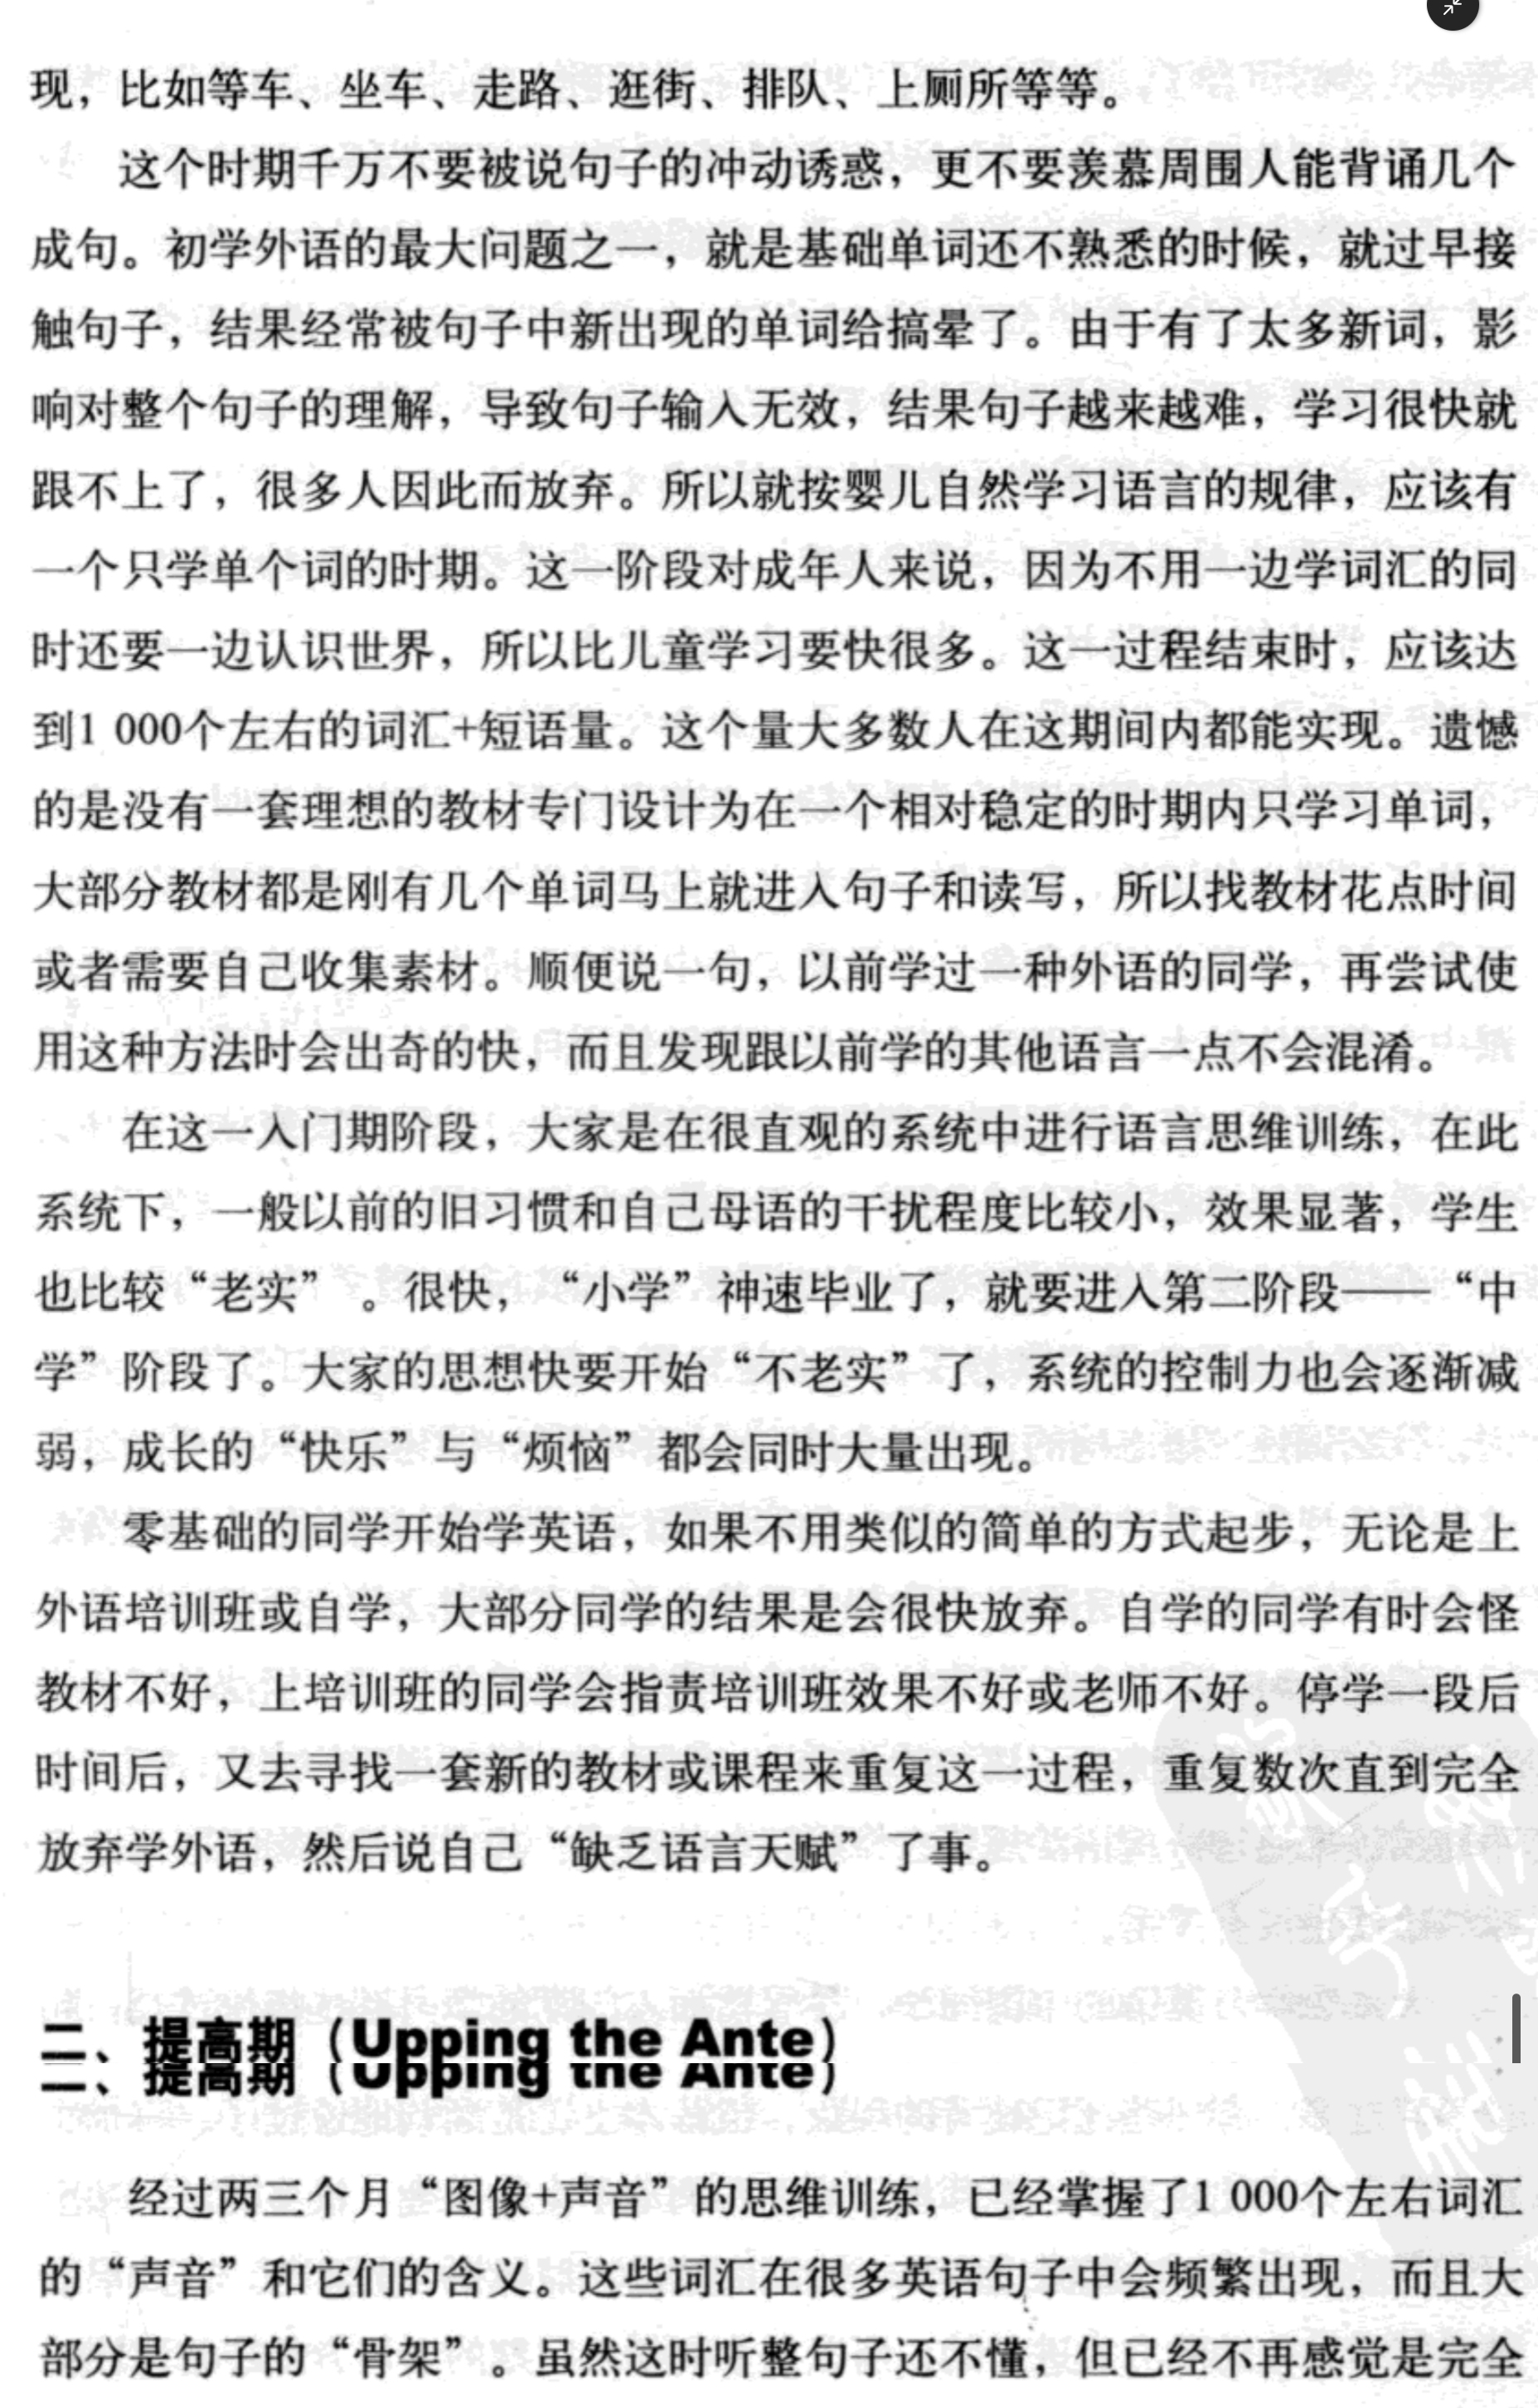 现，比如等车、坐车、走路、逛街、排队、上厕所等等。
这个时期千万不要被说句子的冲动诱惑，更不要羡慕周围人能背诵几个
成句。初学外语的最大问题之一，就是基础单词还不熟悉的时候，就过早接
触句子，结果经常被句子中新出现的单词给搞晕了。由于有了太多新词，影
响对整个句子的理解，导致句子输入无效，结果句子越来越难，学习很快就
跟不上了，很多人因此而放弃。所以就按婴儿自然学习语言的规律，应该有
一个只学单个词的时期。这一阶段对成年人来说，因为不用一边学词汇的同
时还要一边认识世界，所以比儿童学习要快很多。这一过程结束时，应该达
到1 000个左右的词汇+短语量。这个量大多数人在这期间内都能实现。遗憾
的是没有一套理想的教材专门设计为在一个相对稳定的时期内只学习单词，
大部分教材都是刚有几个单词马上就进入句子和读写，所以找教材花点时间
或者需要自己收集素材。顺便说一句，以前学过一种外语的同学，再尝试使
用这种方法时会出奇的快，而且发现跟以前学的其他语言一点不会混淆。
在这一入门期阶段，大家是在很直观的系统中进行语言思维训练，在此
系统下，一般以前的旧习惯和自己母语的干扰程度比较小，效果显著，学生
也比较“老实”。很快，“小学”神速毕业了，就要进入第二阶段——“中
学”阶段了。大家的思想快要开始“不老实”了，系统的控制力也会逐渐减
弱，成长的“快乐”与“烦恼”都会同时大量出现。
零基础的同学开始学英语，如果不用类似的简单的方式起步，无论是上
外语培训班或自学，大部分同学的结果是会很快放弃。自学的同学有时会怪
教材不好，上培训班的同学会指责培训班效果不好或老师不好。停学一段后
时间后，又去寻找一套新的教材或课程来重复这一过程，重复数次直到完全
放弃学外语，然后说自己“缺乏语言天赋”了事。
二、提高期（Upping the Ante）
二、提高期（Upping the Ante）
经过两三个月“图像+声音”的思维训练，已经掌握了1 000个左右词汇
的“声音”和它们的含义。这些词汇在很多英语句子中会频繁出现，而且大
部分是句子的“骨架”。虽然这时听整句子还不懂，但已经不再感觉是完全